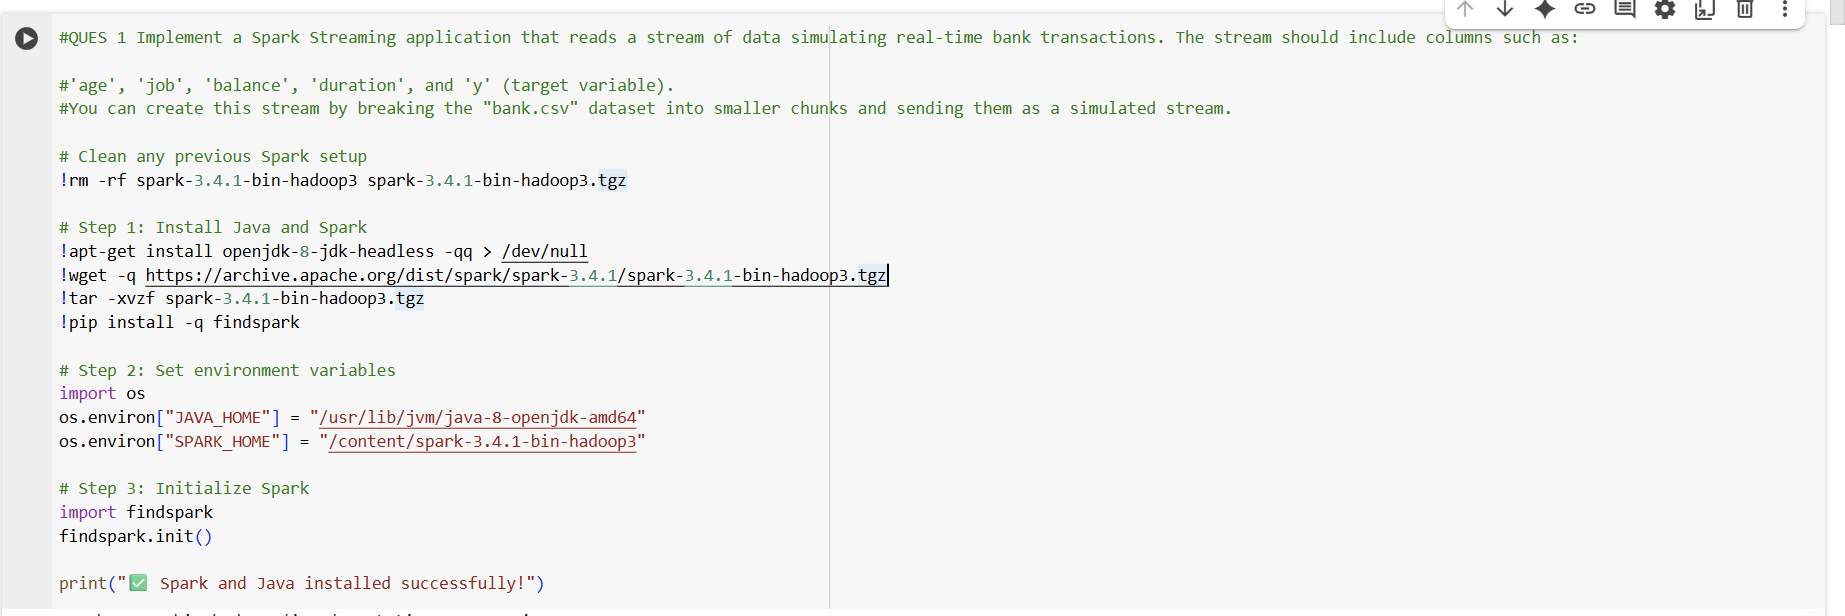 #QUES 1 Implement a Spark Streaming application that reads a stream of data simulating real-time bank transactions. The stream should include columns such as:
#'age', 'job', 'balance', 'duration', and 'y' (target variable).
#You can create this stream by breaking the "bank.csv" dataset into smaller chunks and sending them as a simulated stream.
# Clean any previous Spark setup
!rm -rf spark-3.4.1-bin-hadoop3 spark-3.4.1-bin-hadoop3.tgz
# Step 1: Install Java and Spark
!apt-get install openjdk-8-jdk-headless -qq > /dev/null
!wget -q https://archive.apache.org/dist/spark/spark-3.4.1/spark-3.4.1-bin-hadoop3.tgz
!tar -xvzf spark-3.4.1-bin-hadoop3.tgz
!pip install -q findspark
# Step 2: Set environment variables
import os
os.environ["JAVA_HOME"] = "/usr/lib/jvm/java-8-openjdk-amd64"
os.environ["SPARK_HOME"] = "/content/spark-3.4.1-bin-hadoop3"
# Step 3: Initialize Spark
import findspark
findspark.init()
print("✅ Spark and Java installed successfully!")